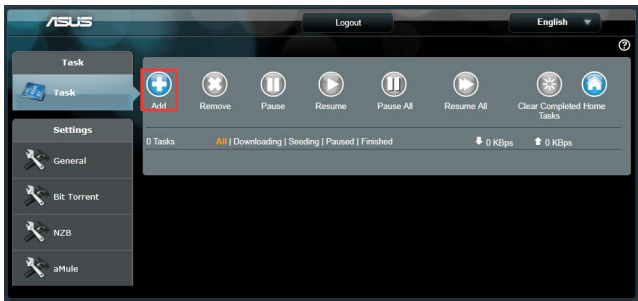 ASUS
Logout
English
?
Task
Task
Add
Remove
Pause
Resume
Pause All
Resume All
Clear Completed Tasks
Home
0 Tasks
All | Downloading | Seeding | Paused | Finished
0 KBps
0 KBps
Settings
General
Bit Torrent
NZB
aMule